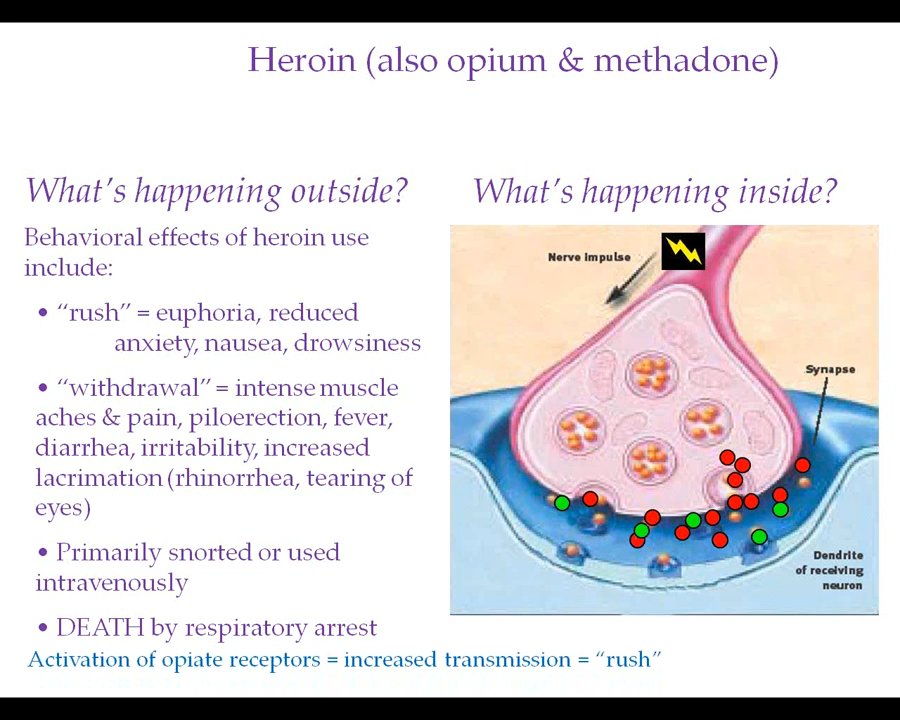 Heroin (also opium & methadone)
What's happening outside?
Behavioral effects of heroin use
include:
• “rush” = euphoria, reduced
anxiety, nausea, drowsiness
• “withdrawal” = intense muscle
aches & pain, piloerection, fever,
diarrhea, irritability, increased
lacrimation (rhinorrhea, tearing of
eyes)
• Primarily snorted or used
intravenously
• DEATH by respiratory arrest
What's happening inside?
Nerve impulse
Synapse
Dendrite
of receiving
neuron
Activation of opiate receptors = increased transmission = “rush”